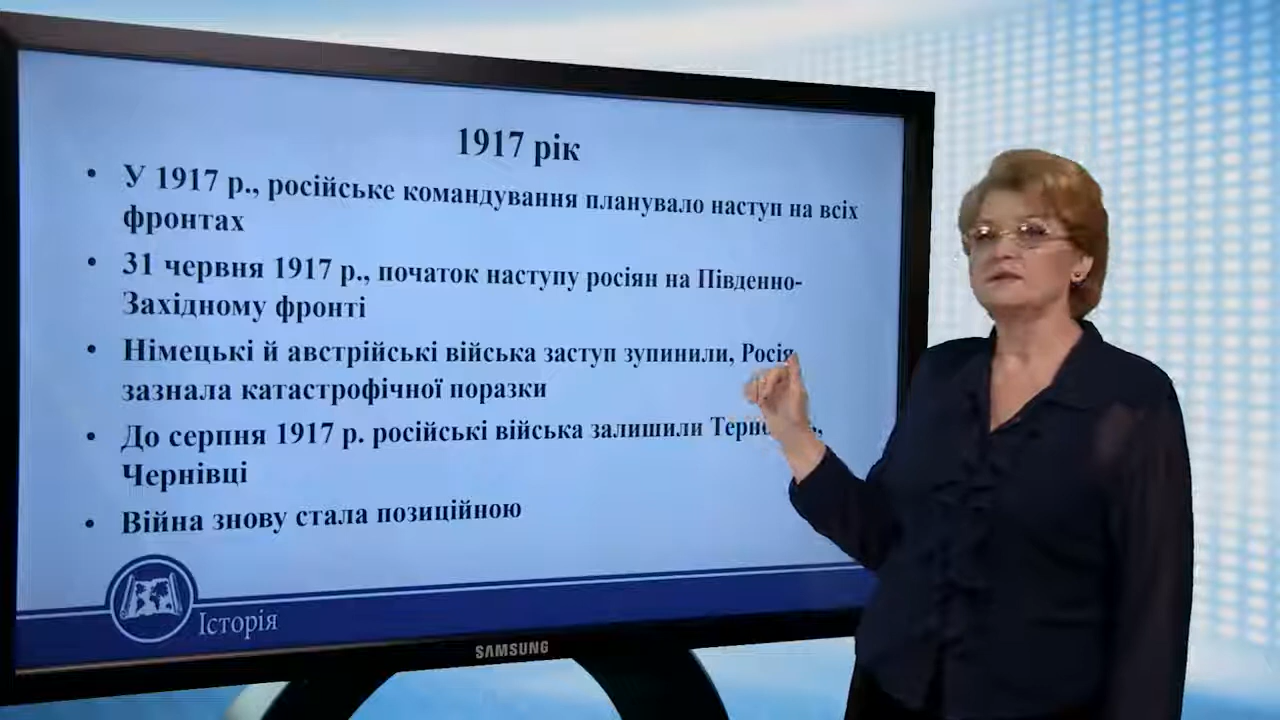 1917 рік
• У 1917 р., російське командування планувало наступ на всіх
фронтах
• 31 червня 1917 р., початок наступу росіян на Південно-
Західному фронті
• Німецькі й австрійські війська заступ зупинили, Росія
зазнала катастрофічної поразки
• До серпня 1917 р. російські війська залишили
Чернівці
• Війна знову стала позиційною
Історія
SAMSUNG